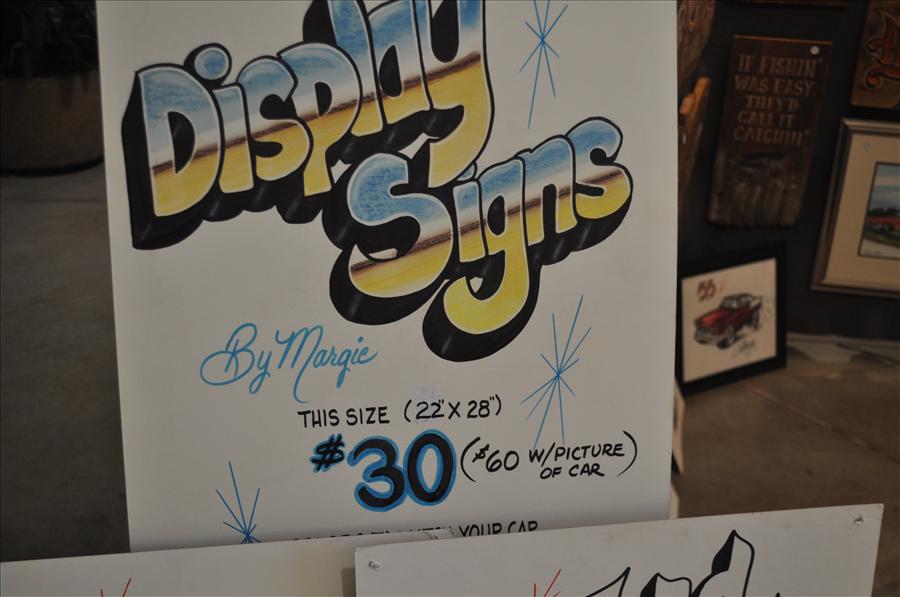 Display
Signs
By Margie
THIS SIZE (22" X 28")
$30 ($60 W/PICTURE
OF CAR)
YOUR CAR
IF FISHIN'
WAS EASY
THEY'D
CALL IT
CATCHIN'